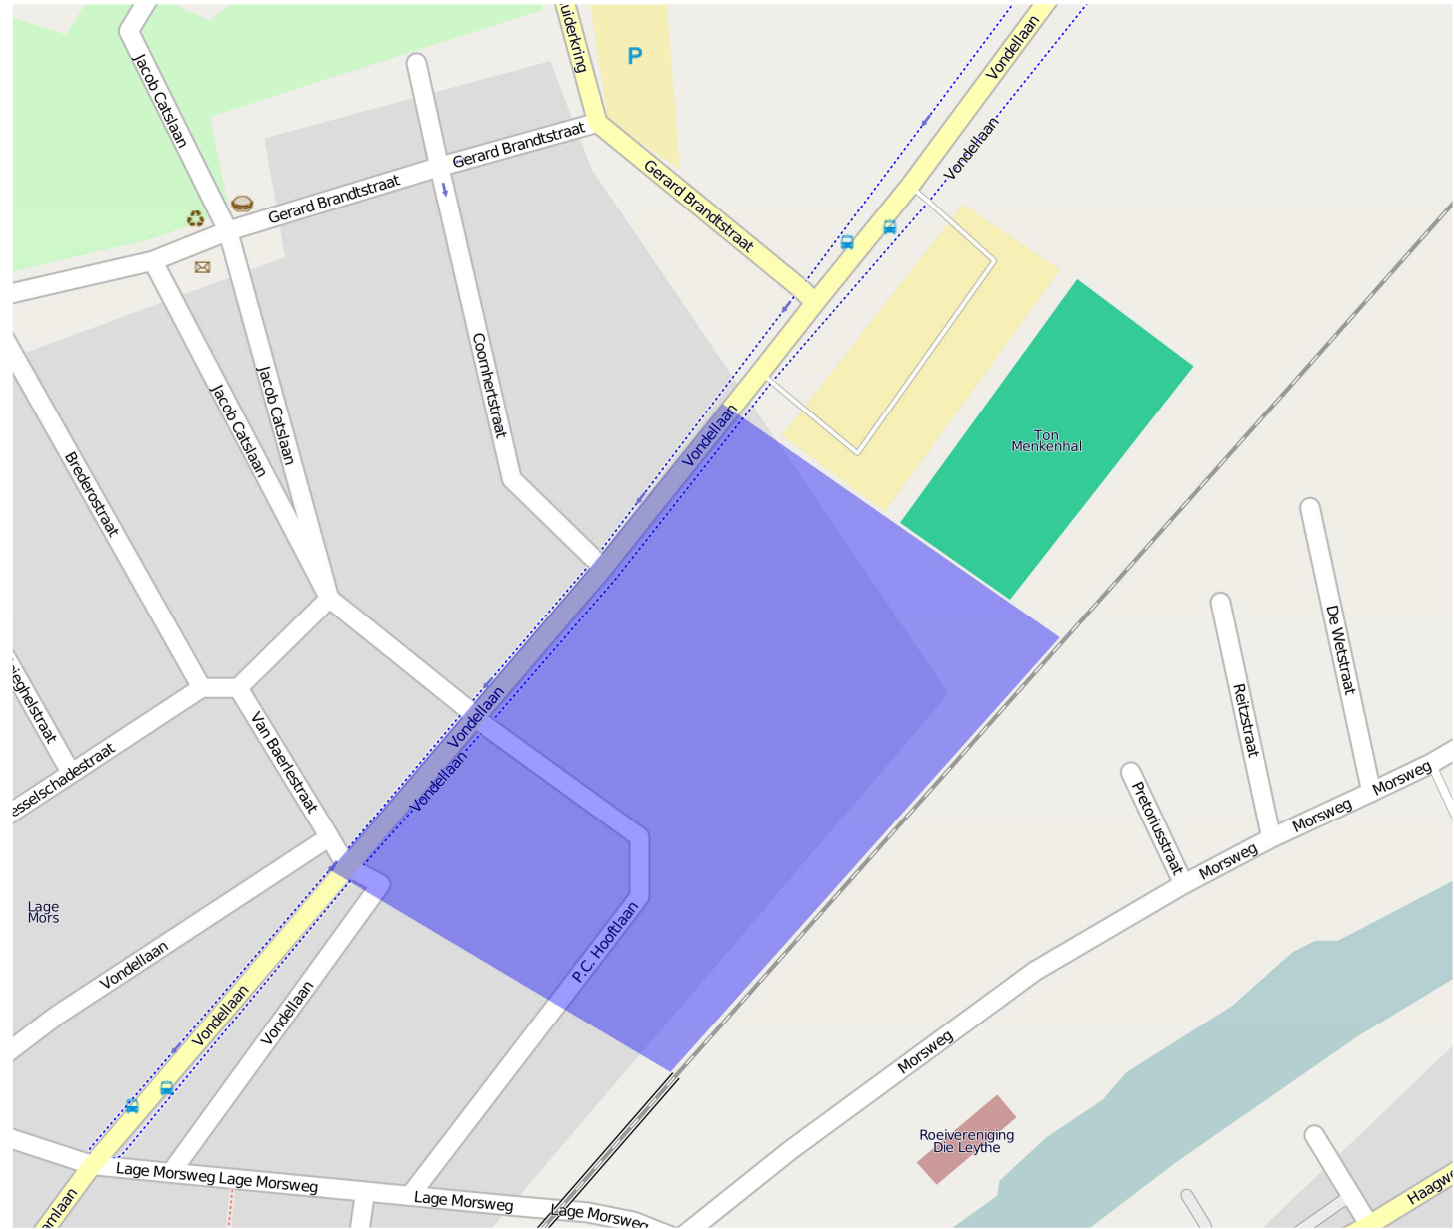 uiderkring
P
Vondellaan
Jacob Catslaan
Gerard Brandtstraat
Vondellaan
Gerard Brandtstraat
Gerard Brandtstraat
Coornhertstraat
Jacob Catslaan
Jacob Catslaan
Vondellaan
Ton
Menkenhal
Brederostraat
De Wetstraat
ieghelstraat
Vondellaan
Reitzstraat
Van Baerlestraat
esselschadestraat
Vondellaan
Pretoriusstraat
Morsweg
Morsweg
Morsweg
Lage
Mors
P.C. Hooftlaan
Vondellaan
Vondellaan
Vondellaan
Morsweg
Roeivereniging
Die Leythe
Lage Morsweg
Lage Morsweg
Lage Morsweg
Lage Morsweg
Haagwe
amlaan